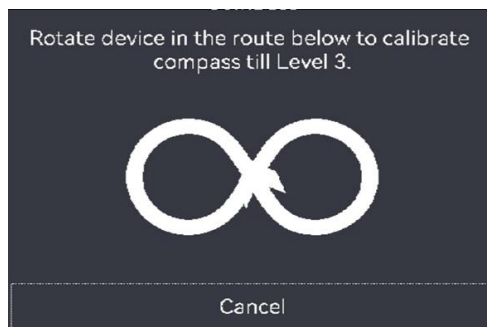 Rotate device in the route below to calibrate
compass till Level 3.
Cancel